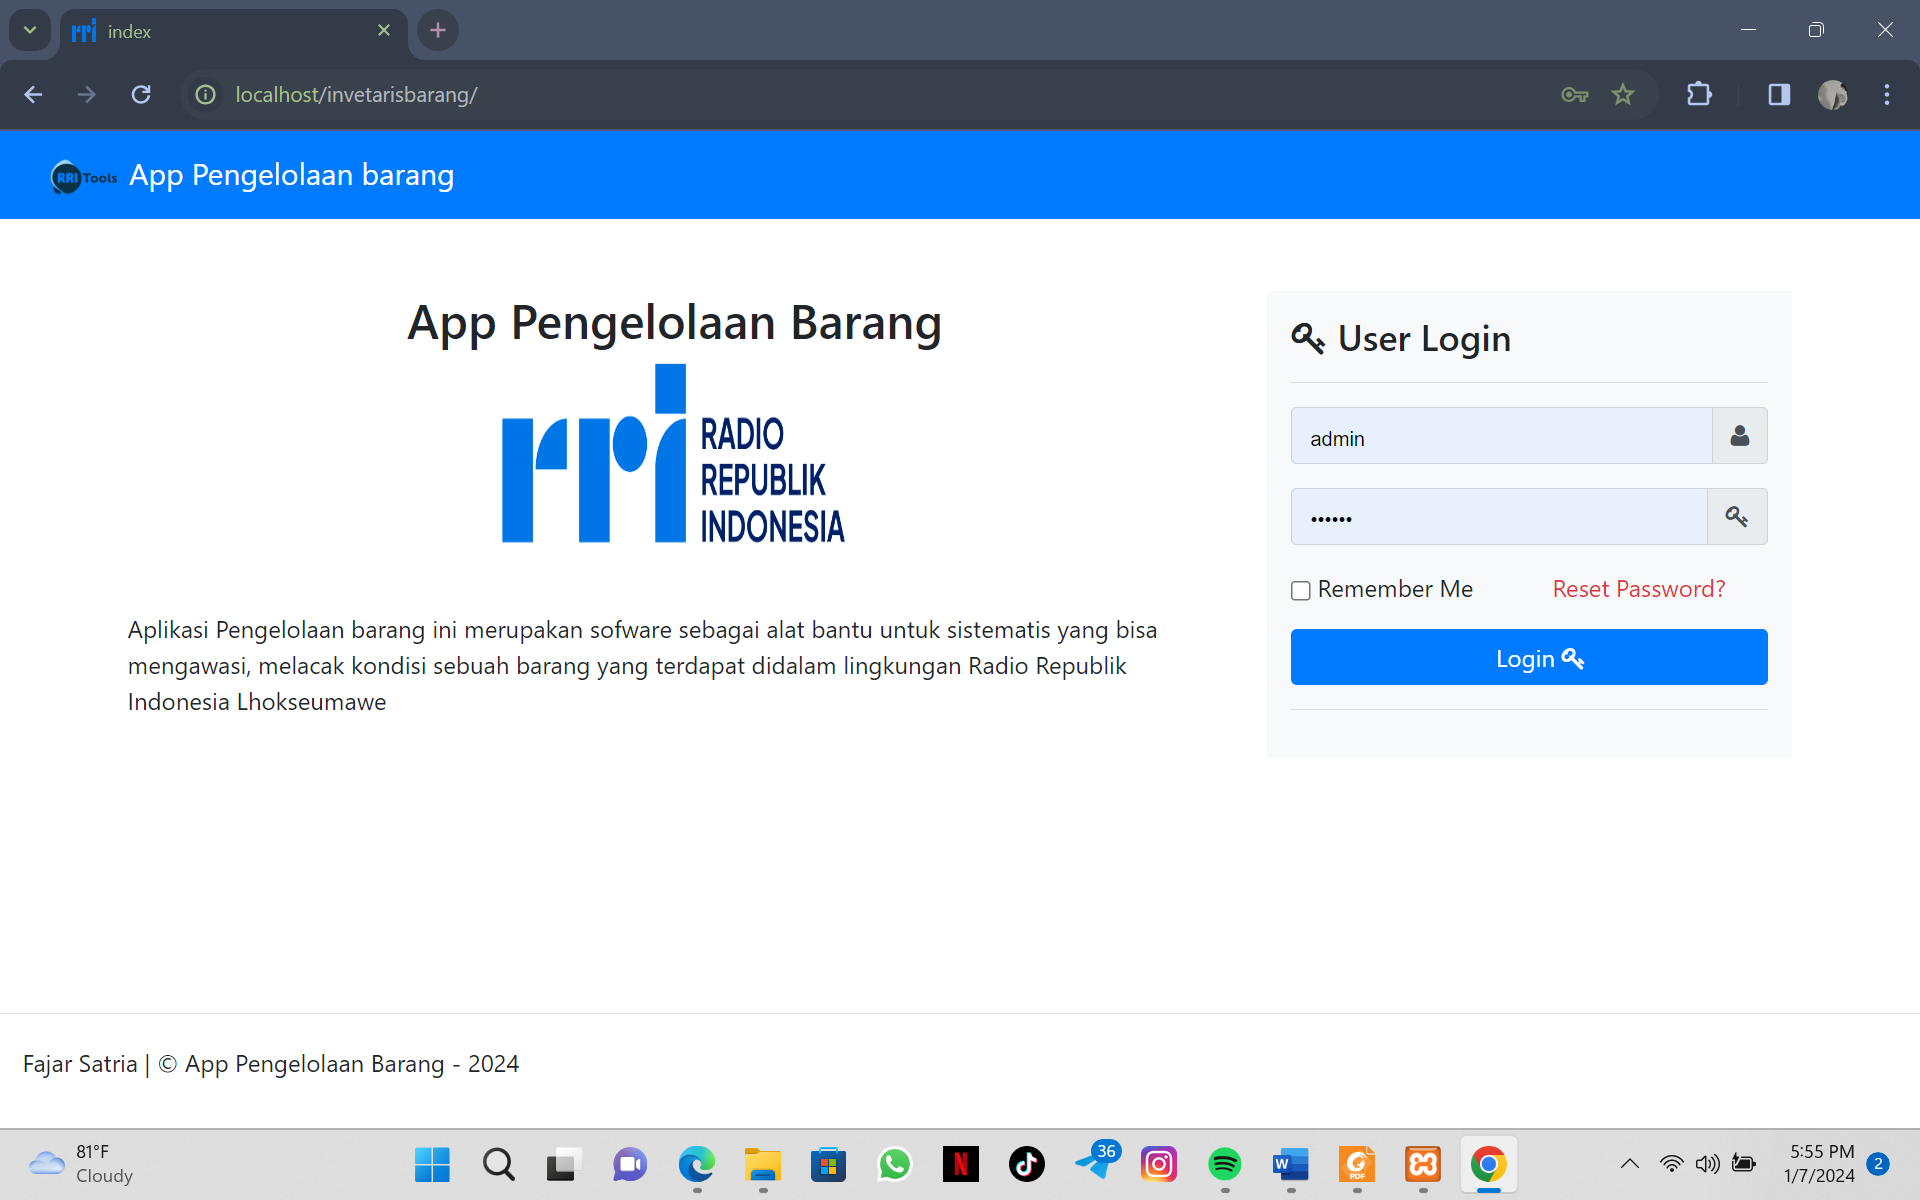 index
localhost/invetarisbarang/
RRI Tools App Pengelolaan barang
App Pengelolaan Barang
rri
RADIO
REPUBLIK
INDONESIA
Aplikasi Pengelolaan barang ini merupakan sofware sebagai alat bantu untuk sistematis yang bisa
mengawasi, melacak kondisi sebuah barang yang terdapat didalam lingkungan Radio Republik
Indonesia Lhokseumawe
User Login
admin
••••••
Remember Me Reset Password?
Login
Fajar Satria | © App Pengelolaan Barang - 2024
81°F
Cloudy
36
PDF
5:55 PM
1/7/2024
2